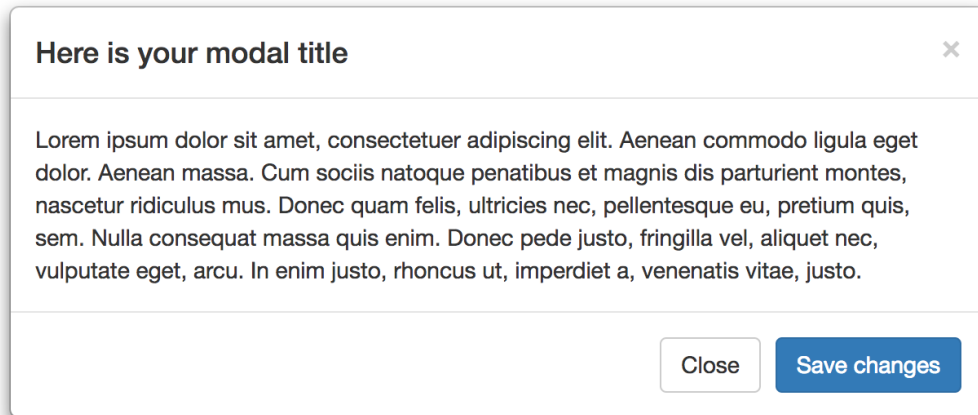 Here is your modal title ×
Lorem ipsum dolor sit amet, consectetuer adipiscing elit. Aenean commodo ligula eget
dolor. Aenean massa. Cum sociis natoque penatibus et magnis dis parturient montes,
nascetur ridiculus mus. Donec quam felis, ultricies nec, pellentesque eu, pretium quis,
sem. Nulla consequat massa quis enim. Donec pede justo, fringilla vel, aliquet nec,
vulputate eget, arcu. In enim justo, rhoncus ut, imperdiet a, venenatis vitae, justo.
Close Save changes